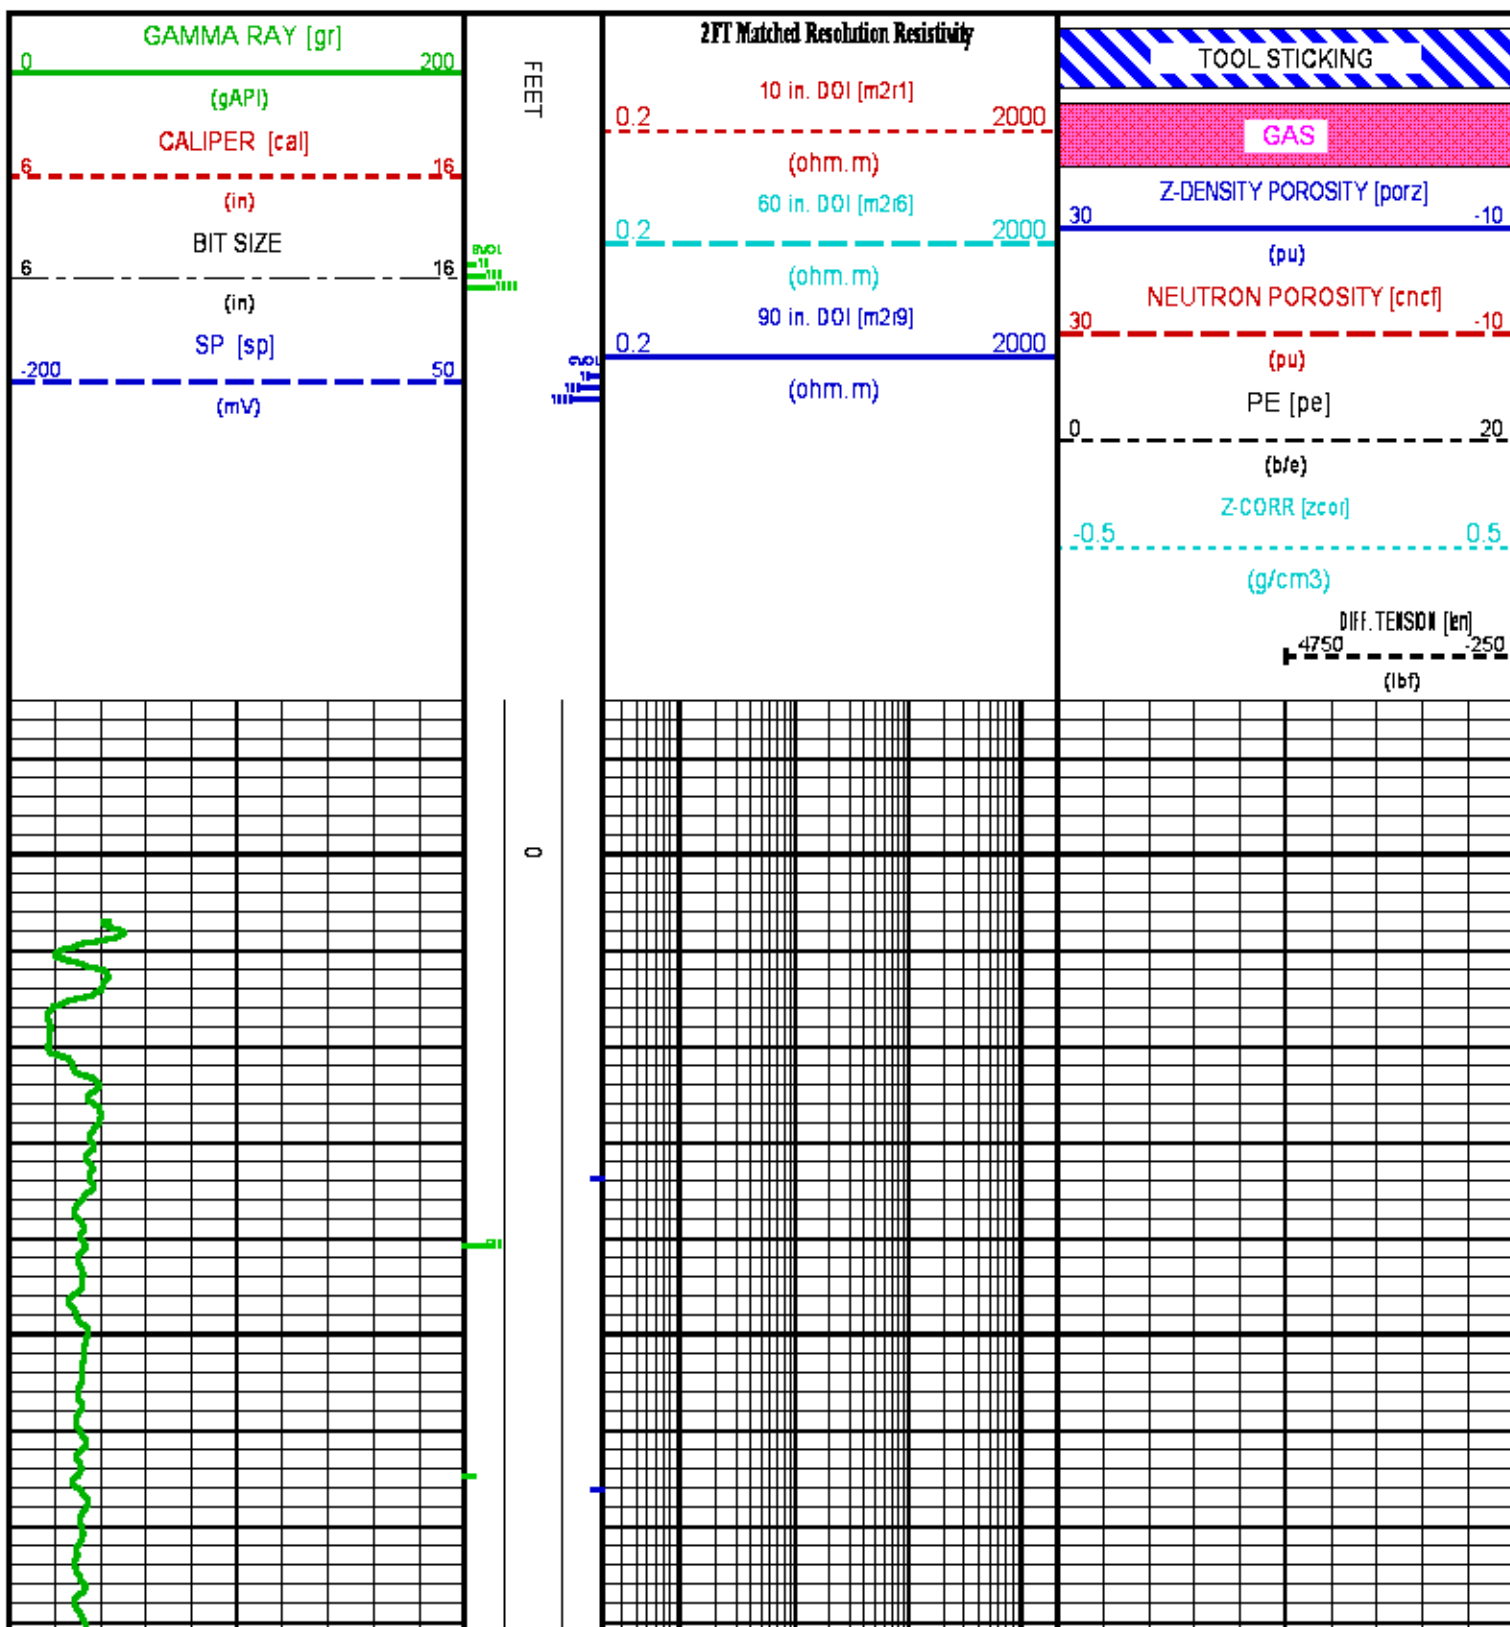 GAMMA RAY [gr]
0 200
(gAPI)
CALIPER [cal]
6 16
(in)
BIT SIZE
6 16
(in)
SP [sp]
-200 50
(mV)
FEET
BVOL
10
100
2FT Matched Resolution Resistivity
10 in. DOI [m2r1]
0.2 2000
(ohm.m)
60 in. DOI [m2r6]
0.2 2000
(ohm.m)
90 in. DOI [m2r9]
0.2 2000
(ohm.m)
TOOL STICKING
GAS
Z-DENSITY POROSITY [porz]
30 -10
(pu)
NEUTRON POROSITY [cncf]
30 -10
(pu)
PE [pe]
0 20
(b/e)
Z-CORR [zcor]
-0.5 0.5
(g/cm3)
DIFF. TENSION [ten]
4750 -250
(lbf)
0